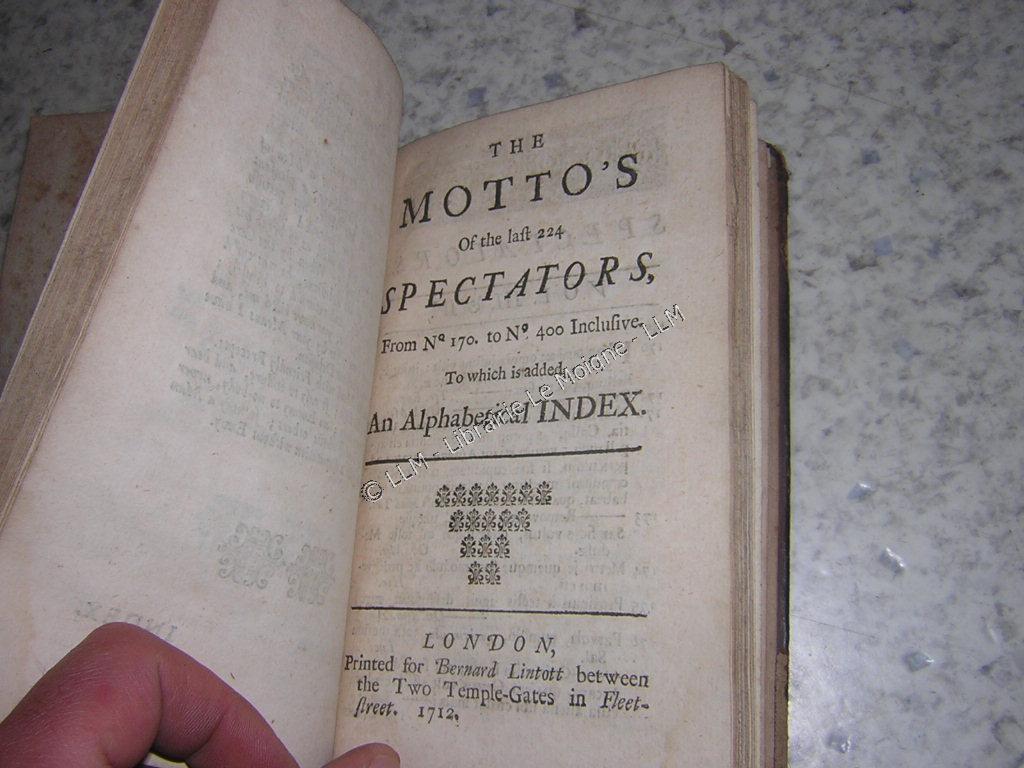 THE
MOTTO'S
Of the laſt 224
SPECTATORS,
From Nº 170. to Nº. 400 Incluſive.
To which is added,
An Alphabetical INDEX.
© LLM - Librairie Le Moigne - LLM
LONDON,
Printed for Bernard Lintott between
the Two Temple-Gates in Fleet-
ſtreet. 1712.